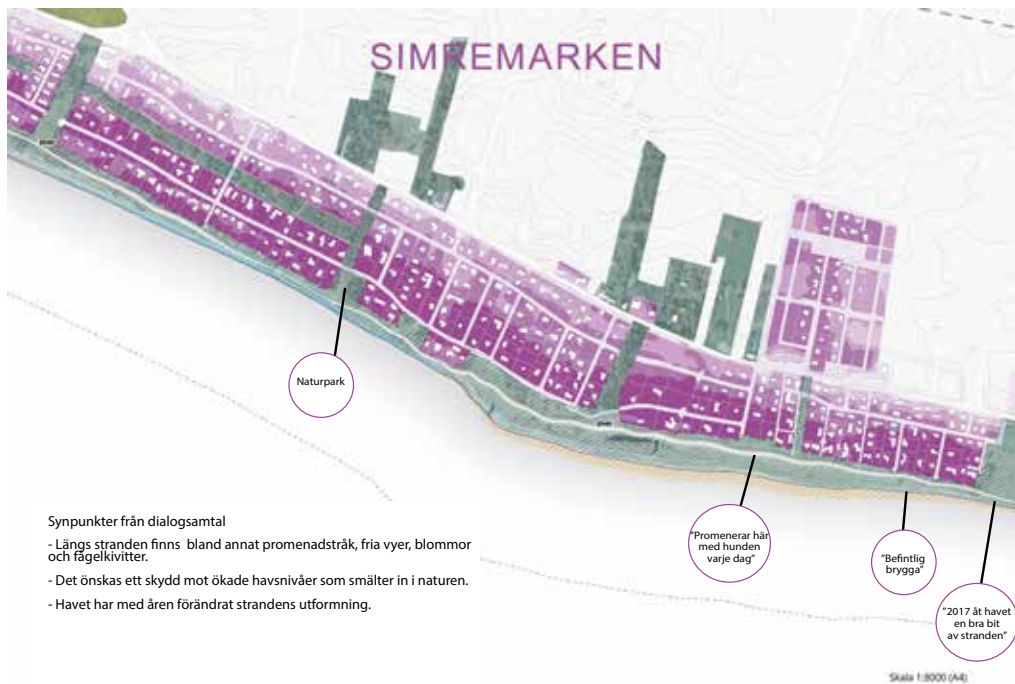 SIMREMARKEN
Naturpark
"Promenerar här
med hunden
varje dag"
"Befintlig
brygga"
"2017 åt havet
en bra bit
av stranden"
Synpunkter från dialogsamtal
- Längs stranden finns bland annat promenadstråk, fria vyer, blommor
och fågelkvitter.
- Det önskas ett skydd mot ökade havsnivåer som smälter in i naturen.
- Havet har med åren förändrat strandens utformning.
Skala 1:8000 (A4)